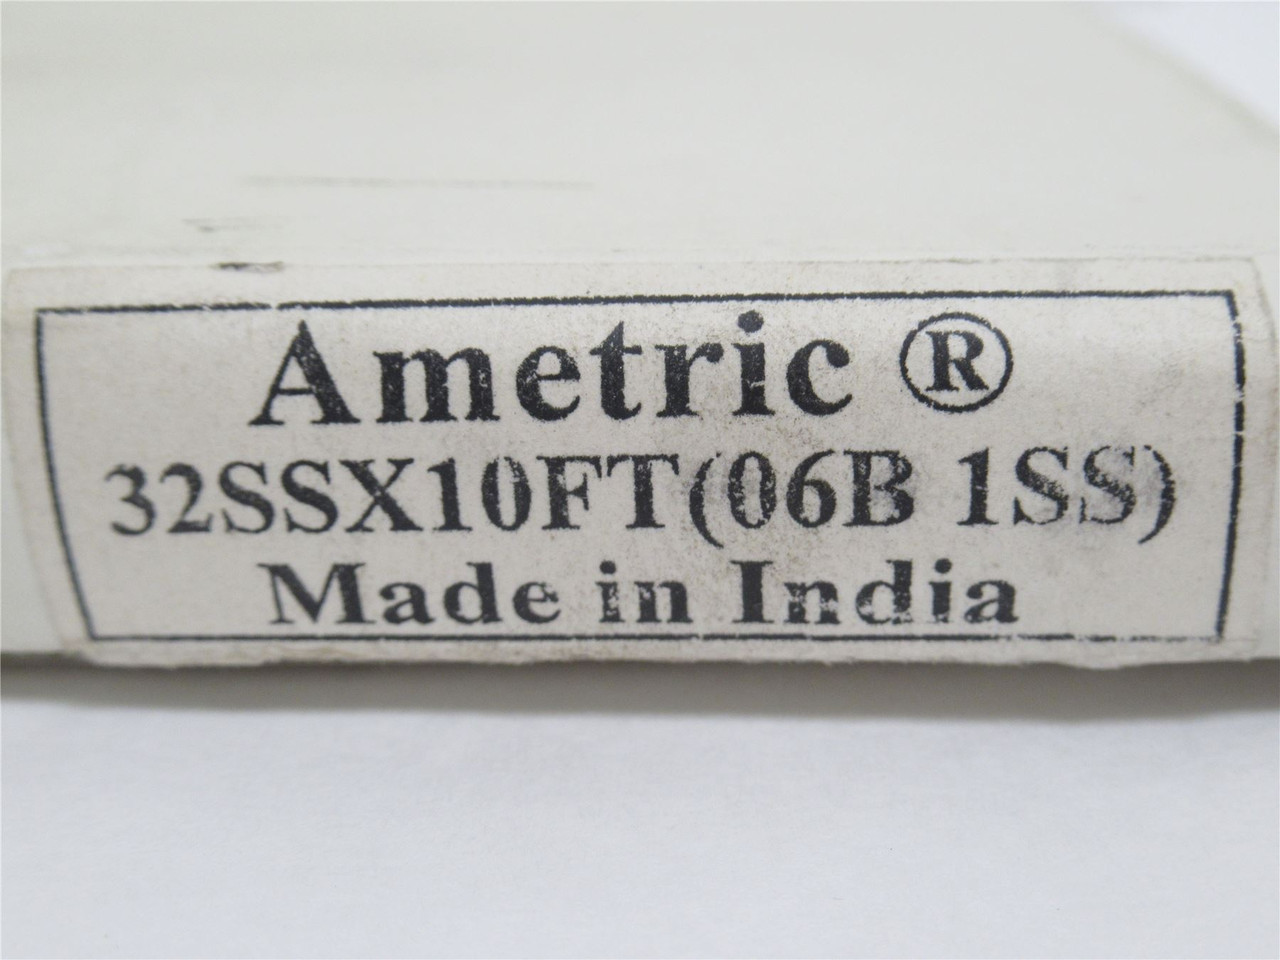 Ametric ®
32SSX10FT(06B 1SS)
Made in India